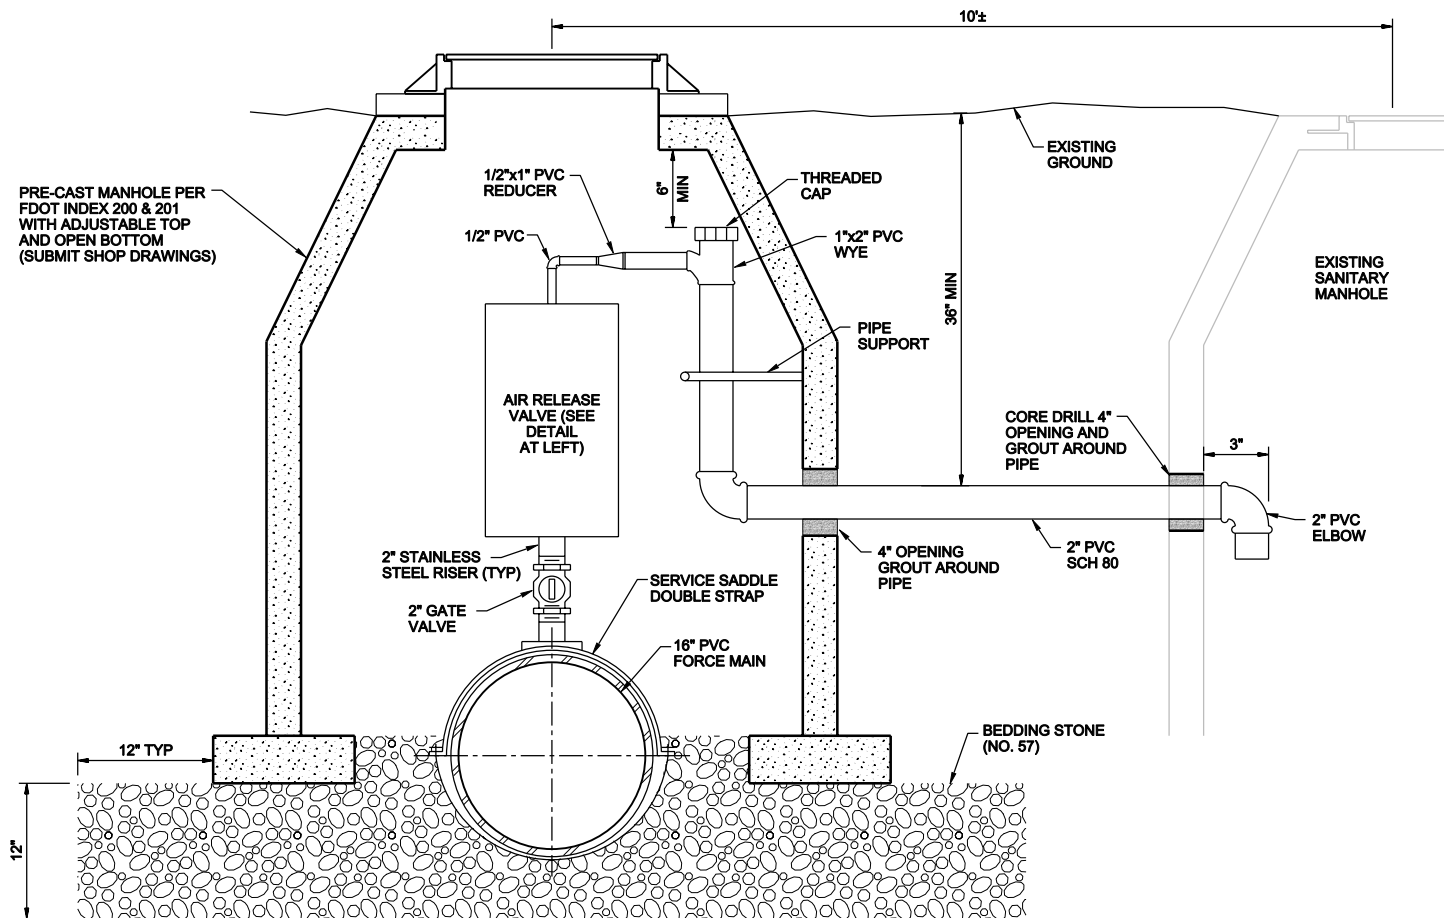 10'±
EXISTING
GROUND
PRE-CAST MANHOLE PER
FDOT INDEX 200 & 201
WITH ADJUSTABLE TOP
AND OPEN BOTTOM
(SUBMIT SHOP DRAWINGS)
1/2"x1" PVC
REDUCER
1/2" PVC
6"
MIN
THREADED
CAP
1"x2" PVC
WYE
36" MIN
EXISTING
SANITARY
MANHOLE
PIPE
SUPPORT
AIR RELEASE
VALVE (SEE
DETAIL
AT LEFT)
CORE DRILL 4"
OPENING AND
GROUT AROUND
PIPE
3"
2" PVC
ELBOW
2" PVC
SCH 80
4" OPENING
GROUT AROUND
PIPE
2" STAINLESS
STEEL RISER (TYP)
2" GATE
VALVE
SERVICE SADDLE
DOUBLE STRAP
16" PVC
FORCE MAIN
BEDDING STONE
(NO. 57)
12" TYP
12"